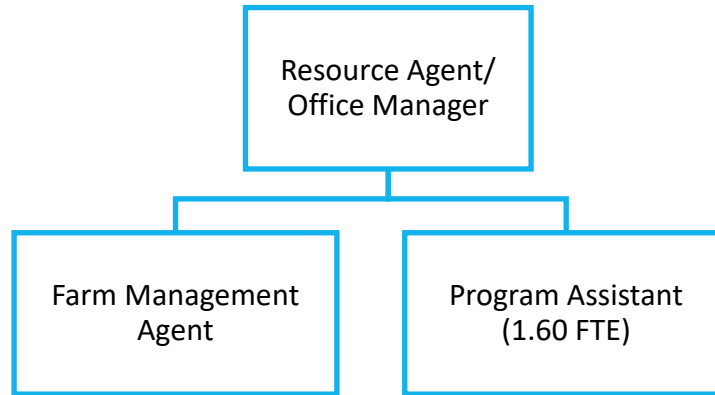 Resource Agent/
Office Manager
Farm Management
Agent
Program Assistant
(1.60 FTE)